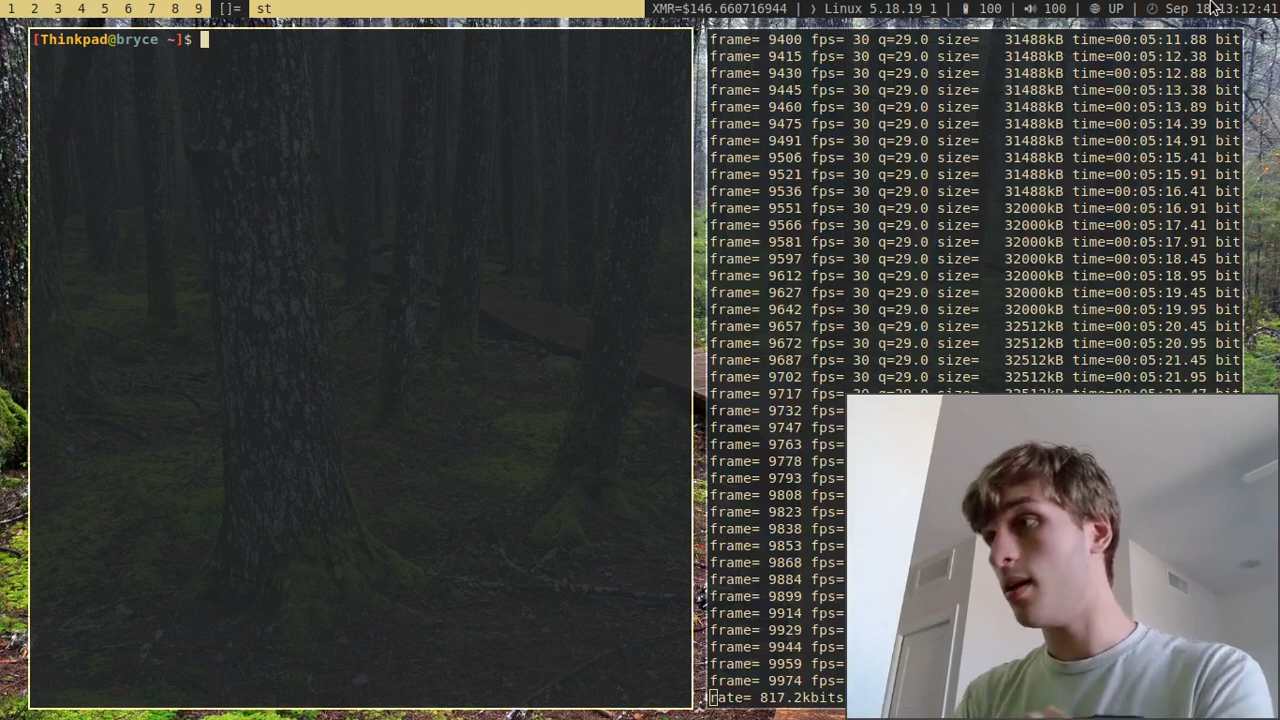 1 2 3 4 5 6 7 8 9 []= st XMR=$146.660716944 | ❭ Linux 5.18.19_1 | 100 | 100 | UP | Sep 18 13:12:41
[Thinkpad@bryce ~]$
frame= 9400 fps= 30 q=29.0 size= 31488kB time=00:05:11.88 bit
frame= 9415 fps= 30 q=29.0 size= 31488kB time=00:05:12.38 bit
frame= 9430 fps= 30 q=29.0 size= 31488kB time=00:05:12.88 bit
frame= 9445 fps= 30 q=29.0 size= 31488kB time=00:05:13.38 bit
frame= 9460 fps= 30 q=29.0 size= 31488kB time=00:05:13.89 bit
frame= 9475 fps= 30 q=29.0 size= 31488kB time=00:05:14.39 bit
frame= 9491 fps= 30 q=29.0 size= 31488kB time=00:05:14.91 bit
frame= 9506 fps= 30 q=29.0 size= 31488kB time=00:05:15.41 bit
frame= 9521 fps= 30 q=29.0 size= 31488kB time=00:05:15.91 bit
frame= 9536 fps= 30 q=29.0 size= 31488kB time=00:05:16.41 bit
frame= 9551 fps= 30 q=29.0 size= 32000kB time=00:05:16.91 bit
frame= 9566 fps= 30 q=29.0 size= 32000kB time=00:05:17.41 bit
frame= 9581 fps= 30 q=29.0 size= 32000kB time=00:05:17.91 bit
frame= 9597 fps= 30 q=29.0 size= 32000kB time=00:05:18.45 bit
frame= 9612 fps= 30 q=29.0 size= 32000kB time=00:05:18.95 bit
frame= 9627 fps= 30 q=29.0 size= 32000kB time=00:05:19.45 bit
frame= 9642 fps= 30 q=29.0 size= 32000kB time=00:05:19.95 bit
frame= 9657 fps= 30 q=29.0 size= 32512kB time=00:05:20.45 bit
frame= 9672 fps= 30 q=29.0 size= 32512kB time=00:05:20.95 bit
frame= 9687 fps= 30 q=29.0 size= 32512kB time=00:05:21.45 bit
frame= 9702 fps= 30 q=29.0 size= 32512kB time=00:05:21.95 bit
frame= 9717 fps= 30 q=29.0 size= 32512kB time=00:05:22.47 bit
frame= 9732 fps=
frame= 9747 fps=
frame= 9763 fps=
frame= 9778 fps=
frame= 9793 fps=
frame= 9808 fps=
frame= 9823 fps=
frame= 9838 fps=
frame= 9853 fps=
frame= 9868 fps=
frame= 9884 fps=
frame= 9899 fps=
frame= 9914 fps=
frame= 9929 fps=
frame= 9944 fps=
frame= 9959 fps=
frame= 9974 fps=
rate= 817.2kbits